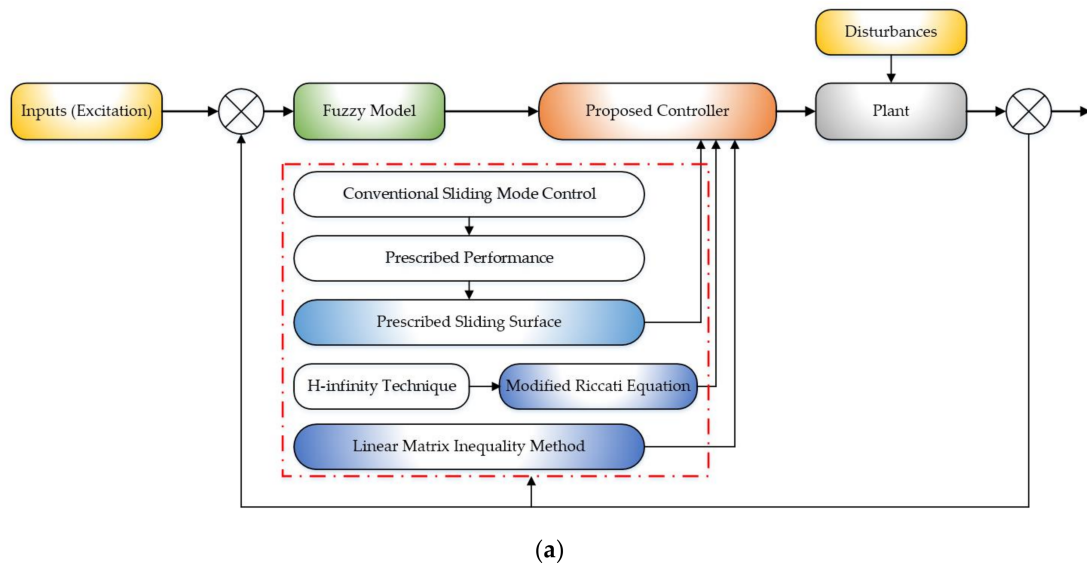 Disturbances
Inputs (Excitation)
Fuzzy Model
Proposed Controller
Plant
Conventional Sliding Mode Control
Prescribed Performance
Prescribed Sliding Surface
H-infinity Technique
Modified Riccati Equation
Linear Matrix Inequality Method
(a)